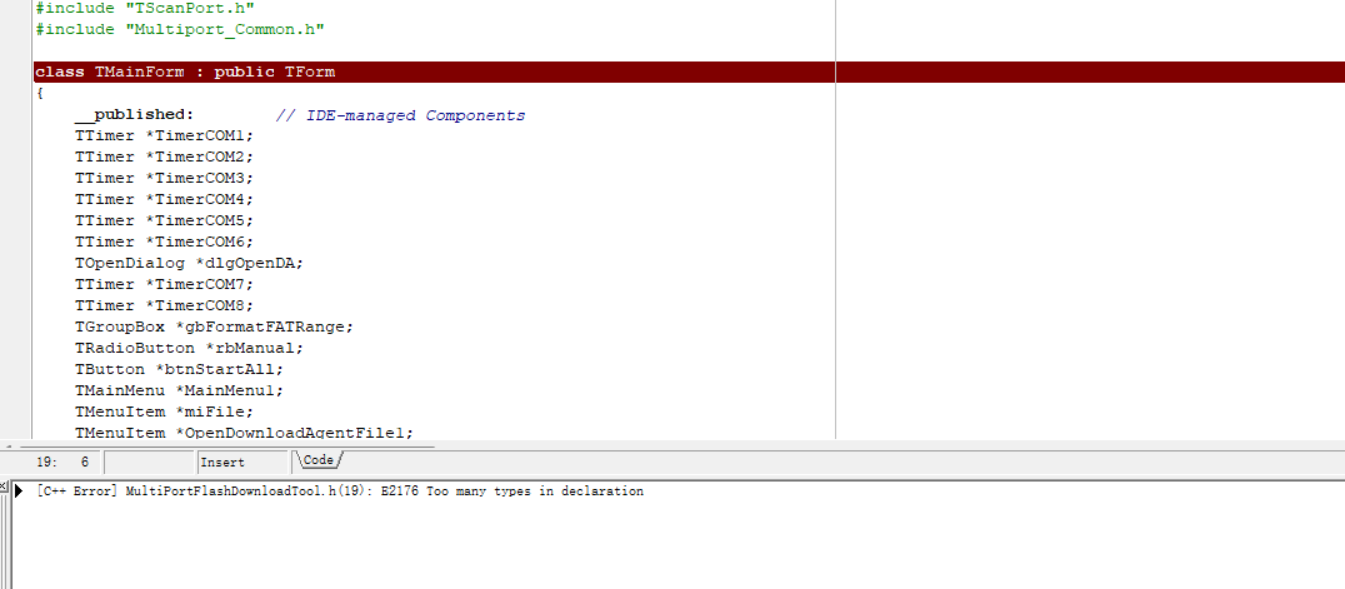 #include "TScanPort.h"
#include "Multiport_Common.h"
class TMainForm : public TForm
{
__published:        // IDE-managed Components
TTimer *TimerCOM1;
TTimer *TimerCOM2;
TTimer *TimerCOM3;
TTimer *TimerCOM4;
TTimer *TimerCOM5;
TTimer *TimerCOM6;
TOpenDialog *dlgOpenDA;
TTimer *TimerCOM7;
TTimer *TimerCOM8;
TGroupBox *gbFormatFATRange;
TRadioButton *rbManual;
TButton *btnStartAll;
TMainMenu *MainMenu1;
TMenuItem *miFile;
TMenuItem *OpenDownloadAgentFile1;
19: 6 Insert \Code/
[C++ Error] MultiPortFlashDownloadTool.h(19): E2176 Too many types in declaration